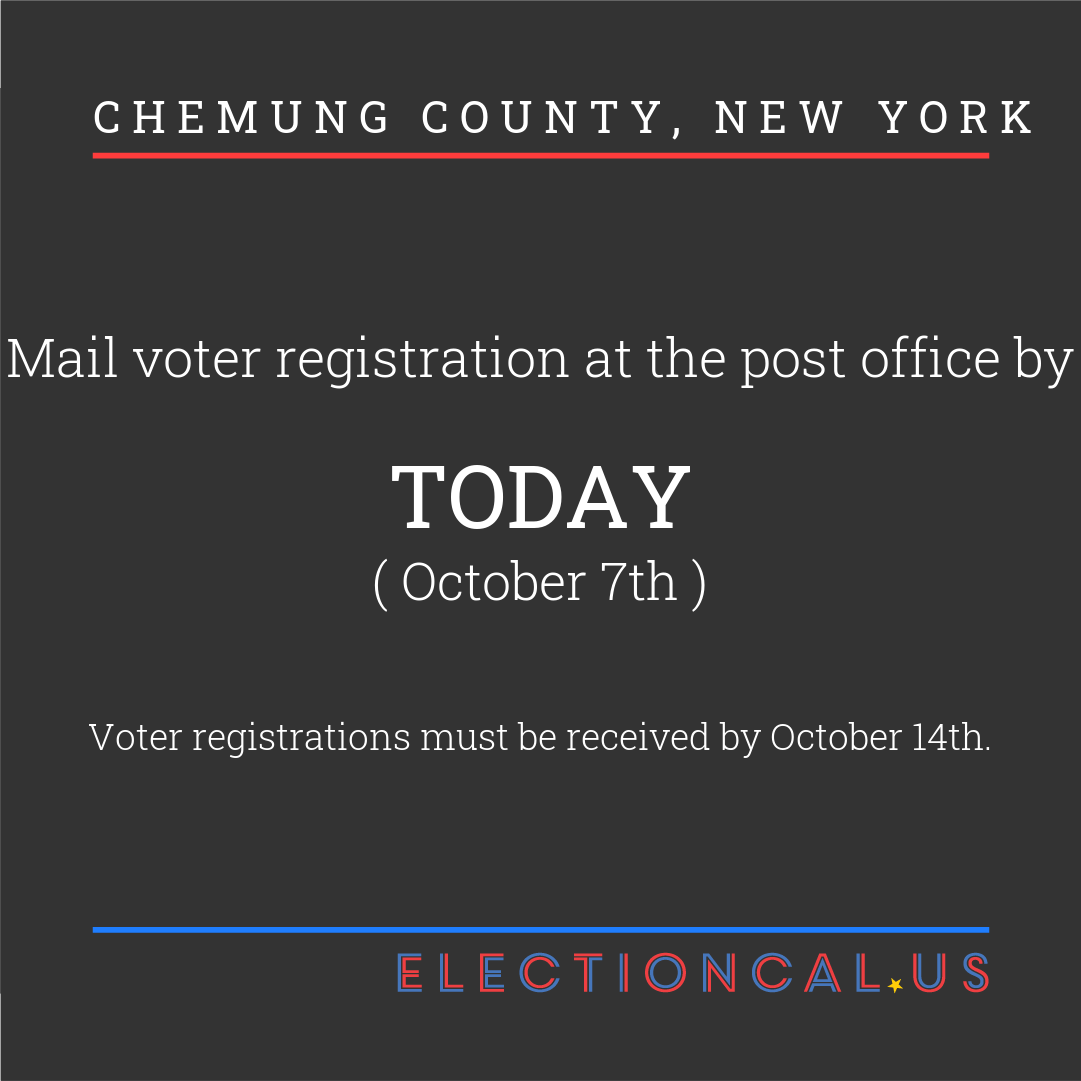 CHEMUNG COUNTY, NEW YORK
Mail voter registration at the post office by
TODAY
( October 7th )
Voter registrations must be received by October 14th.
ELECTIONCAL.US